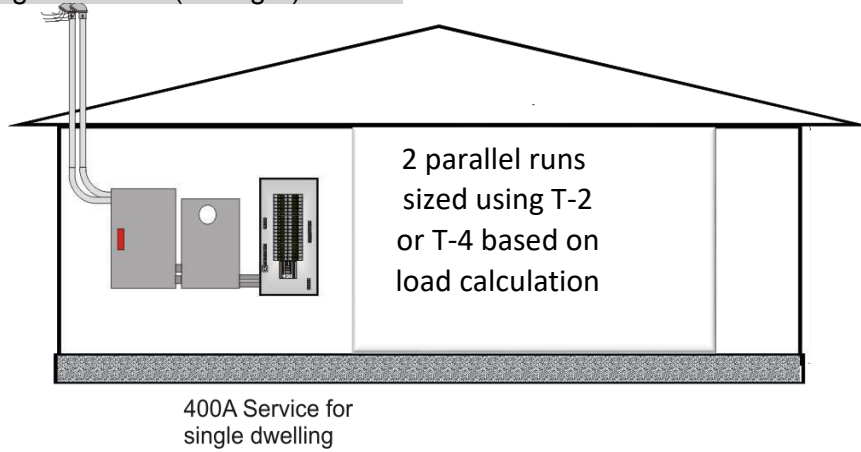 2 parallel runs
sized using T-2
or T-4 based on
load calculation
400A Service for
single dwelling